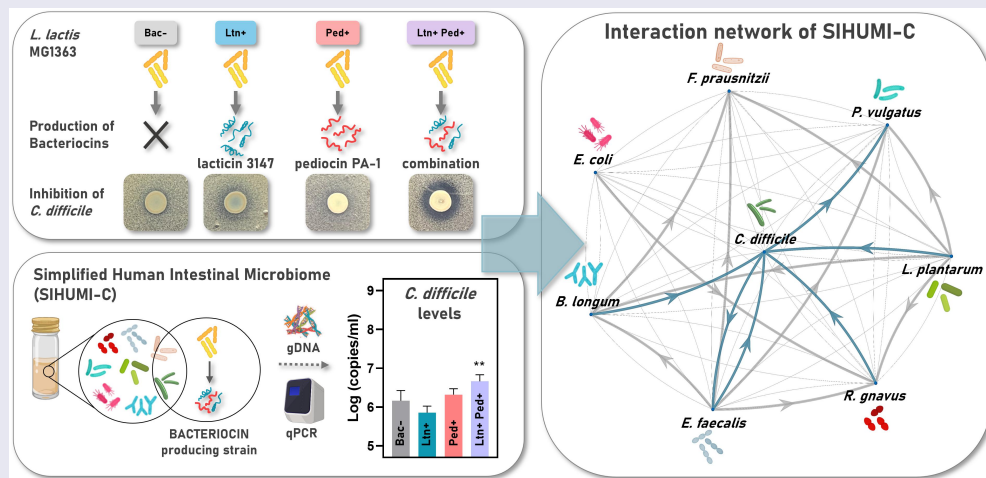 L. lactis
MG1363
Bac-
Ltn+
Ped+
Ltn+ Ped+
Production of
Bacteriocins
lacticin 3147
pediocin PA-1
combination
Inhibition of
C. difficile
Simplified Human Intestinal Microbiome
(SIHUMI-C)
BACTERIOCIN
producing strain
gDNA
qPCR
C. difficile
levels
Log (copies/ml)
9
8
7
6
5
**
Bac-
Ltn+
Ped+
Ltn+ Ped+
Interaction network of SIHUMI-C
F. prausnitzii
P. vulgatus
E. coli
C. difficile
L. plantarum
B. longum
R. gnavus
E. faecalis